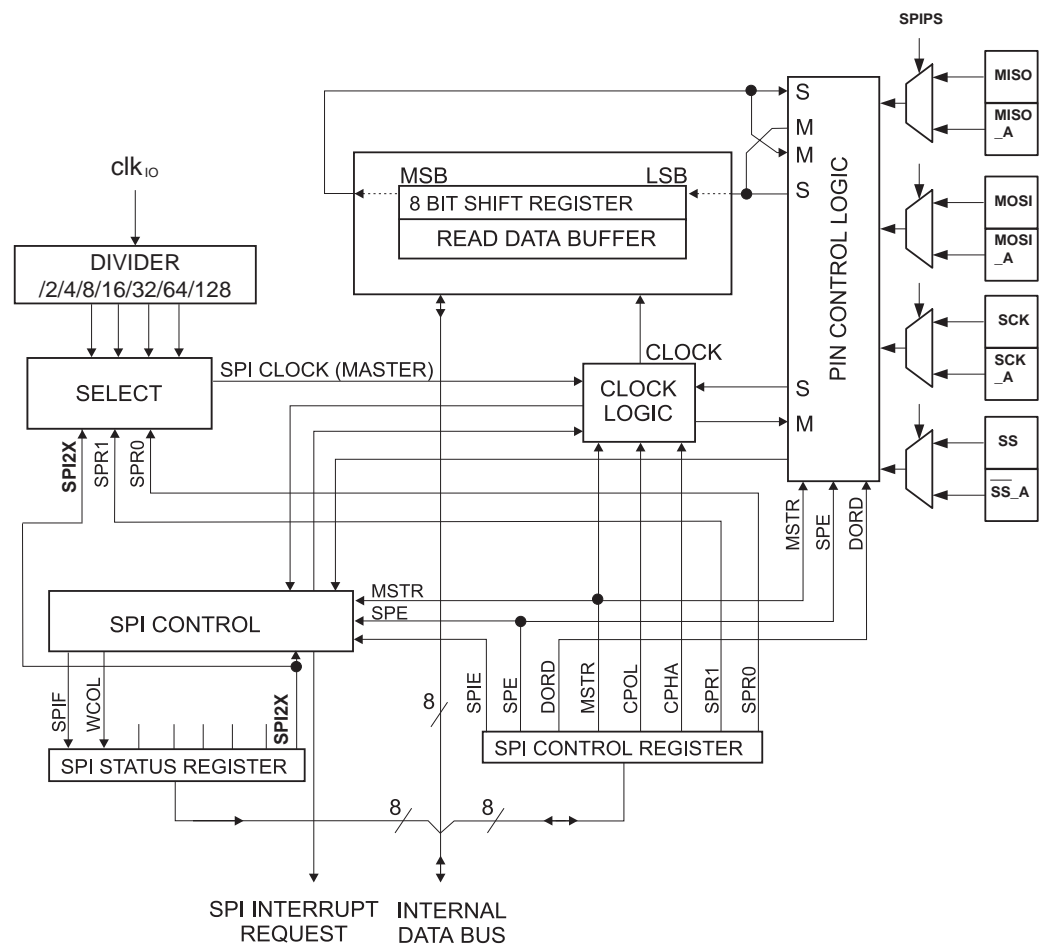 SPIPS
MISO
MISO
_A
S
M
M
MSB
LSB
S
8 BIT SHIFT REGISTER
READ DATA BUFFER
clk IO
DIVIDER
/2/4/8/16/32/64/128
MOSI
MOSI
_A
PIN CONTROL LOGIC
SCK
SCK
_A
CLOCK
SPI CLOCK (MASTER)
SELECT
CLOCK
LOGIC
S
M
SS
SS_A
SPI2X
SPR1
SPR0
MSTR
SPE
DORD
MSTR
SPE
SPI CONTROL
SPIF
WCOL
SPI2X
8
SPIE
SPE
DORD
MSTR
CPOL
CPHA
SPR1
SPR0
SPI STATUS REGISTER
SPI CONTROL REGISTER
8
8
SPI INTERRUPT
REQUEST
INTERNAL
DATA BUS